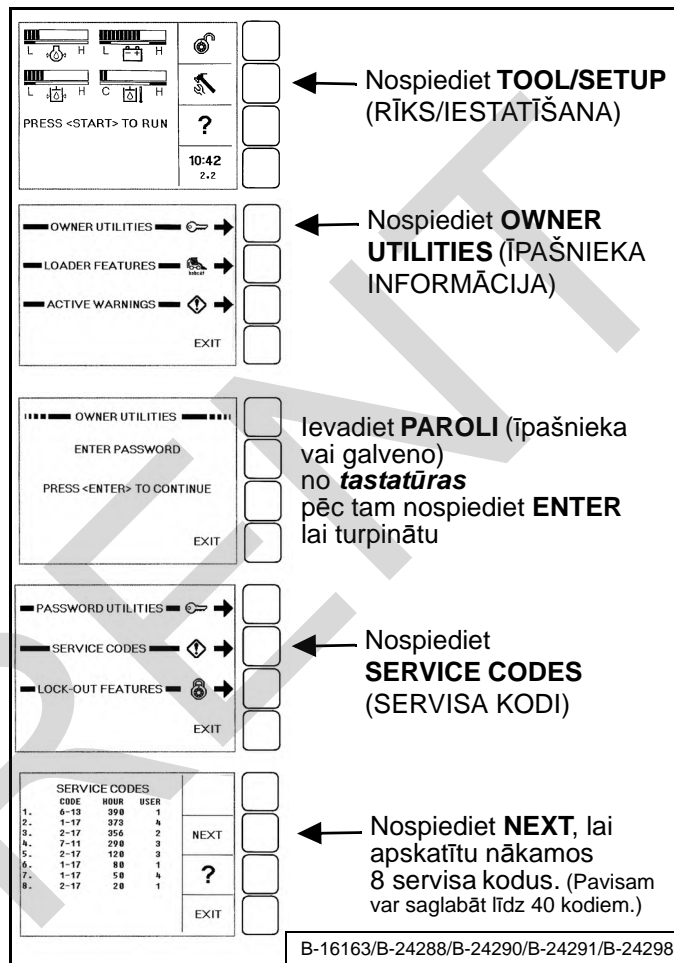 L H L H
L H C H
PRESS <START> TO RUN
?
10:42
2.2
Nospiediet TOOL/SETUP
(RĪKS/IESTATĪŠANA)
OWNER UTILITIES
LOADER FEATURES
bobcat
ACTIVE WARNINGS
EXIT
Nospiediet OWNER
UTILITIES (ĪPAŠNIEKA
INFORMĀCIJA)
OWNER UTILITIES
ENTER PASSWORD
PRESS <ENTER> TO CONTINUE
EXIT
Ievadiet PAROLI (īpašnieka
vai galveno)
no tastatūras
pēc tam nospiediet ENTER
lai turpinātu
PASSWORD UTILITIES
SERVICE CODES
LOCK-OUT FEATURES
EXIT
Nospiediet
SERVICE CODES
(SERVISA KODI)
SERVICE CODES
CODE HOUR USER
1. 6-13 390 1
2. 1-17 373 4
3. 2-17 356 2
4. 7-11 290 3
5. 2-17 120 3
6. 1-17 80 1
7. 1-17 50 4
8. 2-17 20 1
NEXT
?
EXIT
Nospiediet NEXT, lai
apskatītu nākamos
8 servisa kodus. (Pavisam
var saglabāt līdz 40 kodiem.)
B-16163/B-24288/B-24290/B-24291/B-24298
RENT